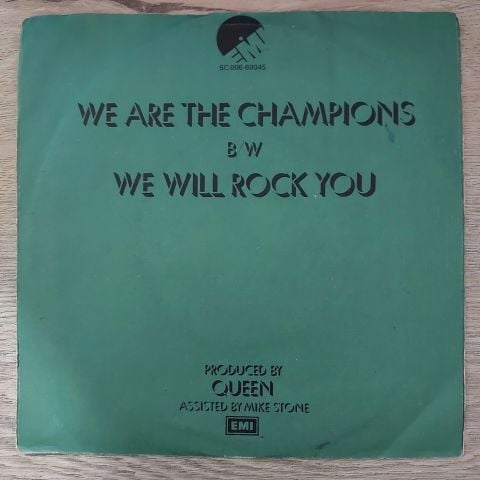 EMI
5C 006-60045
WE ARE THE CHAMPIONS
B/W
WE WILL ROCK YOU
PRODUCED BY
QUEEN
ASSISTED BY MIKE STONE
EMI